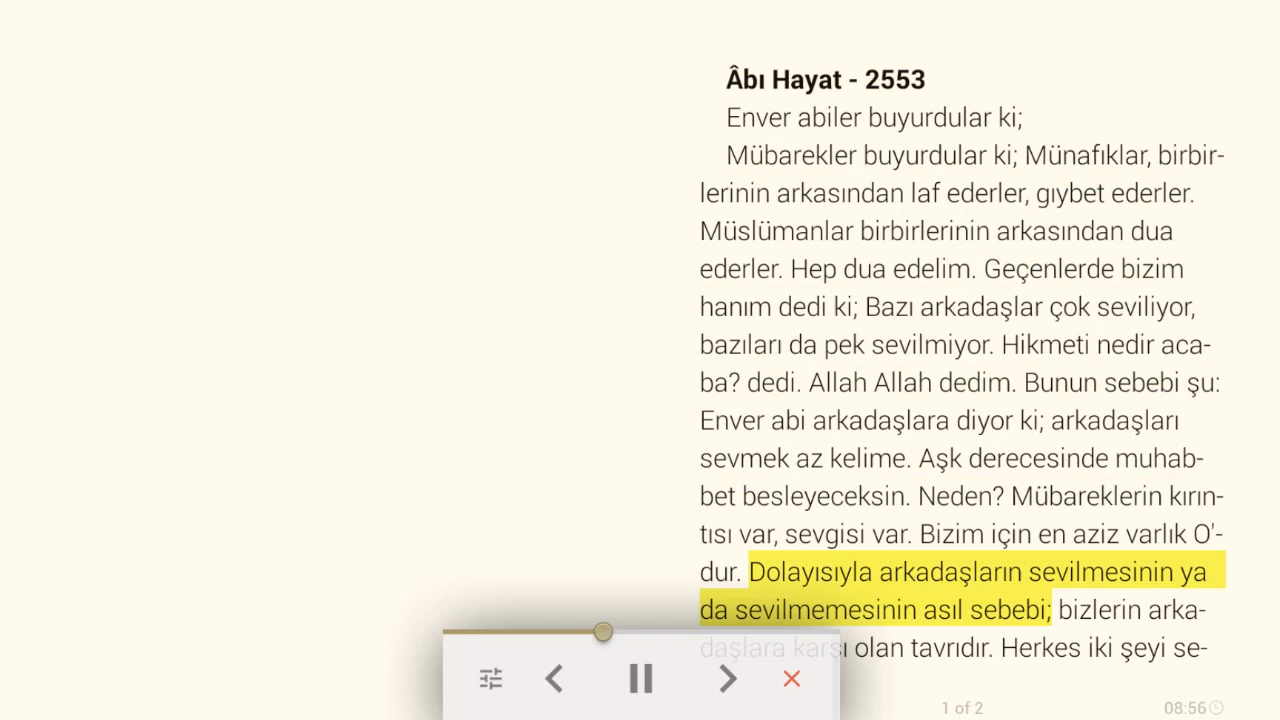 Âbı Hayat - 2553
Enver abiler buyurdular ki;
Mübarekler buyurdular ki; Münafıklar, birbir-
lerinin arkasından laf ederler, gıybet ederler.
Müslümanlar birbirlerinin arkasından dua
ederler. Hep dua edelim. Geçenlerde bizim
hanım dedi ki; Bazı arkadaşlar çok seviliyor,
bazıları da pek sevilmiyor. Hikmeti nedir aca-
ba? dedi. Allah Allah dedim. Bunun sebebi şu:
Enver abi arkadaşlara diyor ki; arkadaşları
sevmek az kelime. Aşk derecesinde muhab-
bet besleyeceksin. Neden? Mübareklerin kırın-
tısı var, sevgisi var. Bizim için en aziz varlık O'-
dur. Dolayısıyla arkadaşların sevilmesinin ya
da sevilmemesinin asıl sebebi; bizlerin arka-
daşlara karşı olan tavrıdır. Herkes iki şeyi se-
1 of 2
08:56